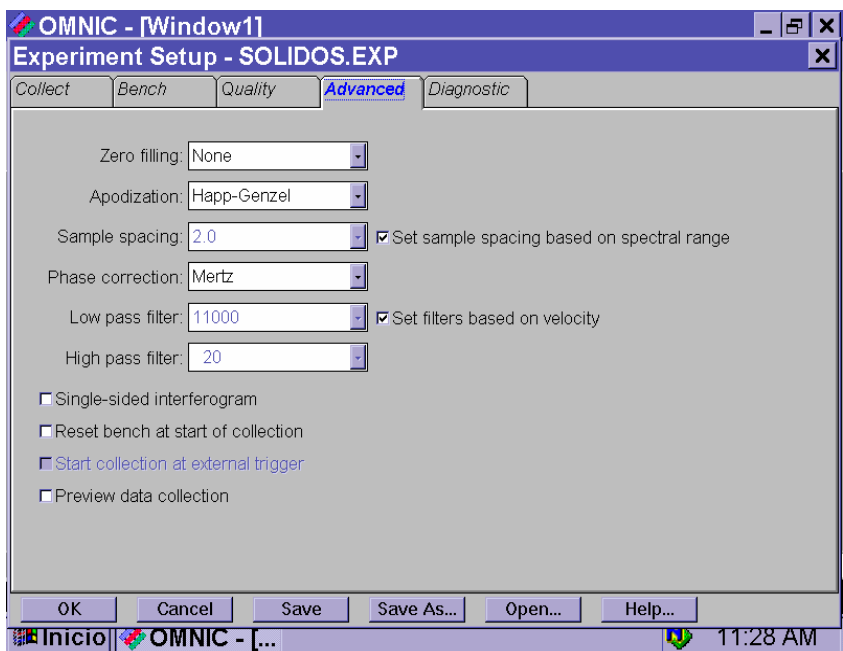 OMNIC - [Window1]
Experiment Setup - SOLIDOS.EXP
Collect Bench Quality Advanced Diagnostic
Zero filling: None
Apodization: Happ-Genzel
Sample spacing: 2.0 Set sample spacing based on spectral range
Phase correction: Mertz
Low pass filter: 11000 Set filters based on velocity
High pass filter: 20
Single-sided interferogram
Reset bench at start of collection
Start collection at external trigger
Preview data collection
OK Cancel Save Save As... Open... Help...
Inicio OMNIC - [... 11:28 AM